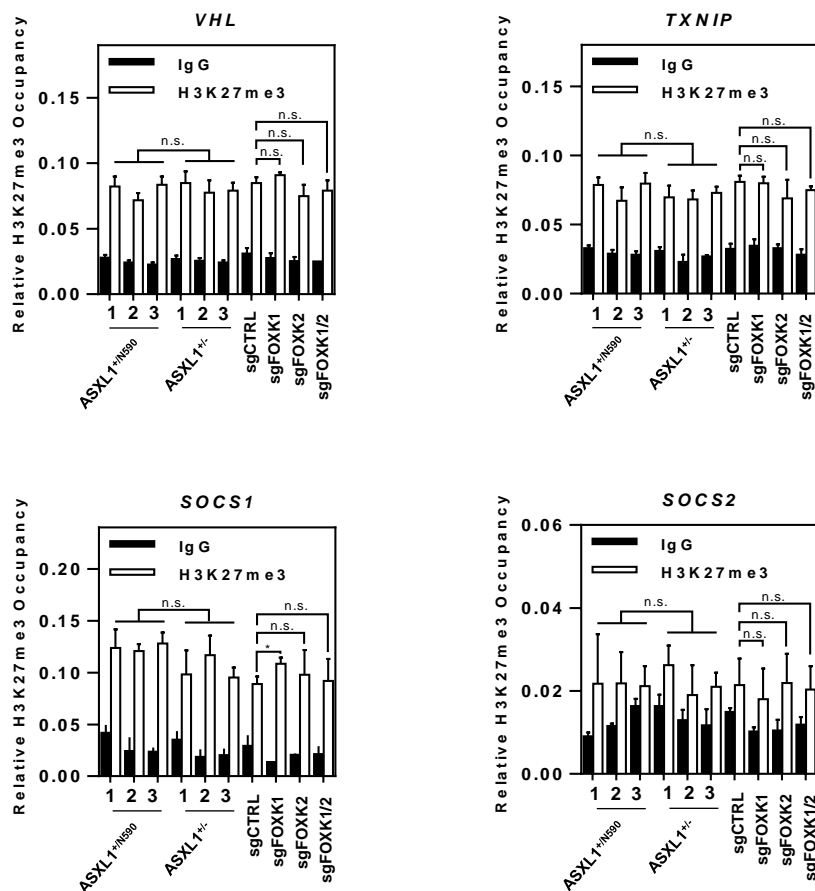 VHL
Relative H3K27me3 Occupancy
IgG
H3K27me3
0.15
0.10
0.05
0.00
n.s.
n.s.
n.s.
n.s.
1 2 3 1 2 3
ASXL1+/N590
ASXL1+/-
sgCTRL
sgFOXK1
sgFOXK2
sgFOXK1/2
TXNIP
Relative H3K27me3 Occupancy
IgG
H3K27me3
0.15
0.10
0.05
0.00
n.s.
n.s.
n.s.
n.s.
1 2 3 1 2 3
ASXL1+/N590
ASXL1+/-
sgCTRL
sgFOXK1
sgFOXK2
sgFOXK1/2
SOCS1
Relative H3K27me3 Occupancy
IgG
H3K27me3
0.20
0.15
0.10
0.05
0.00
n.s.
n.s.
n.s.
*
1 2 3 1 2 3
ASXL1+/N590
ASXL1+/-
sgCTRL
sgFOXK1
sgFOXK2
sgFOXK1/2
SOCS2
Relative H3K27me3 Occupancy
0.06
IgG
H3K27me3
0.04
0.02
0.00
n.s.
n.s.
n.s.
n.s.
1 2 3 1 2 3
ASXL1+/N590
ASXL1+/-
sgCTRL
sgFOXK1
sgFOXK2
sgFOXK1/2